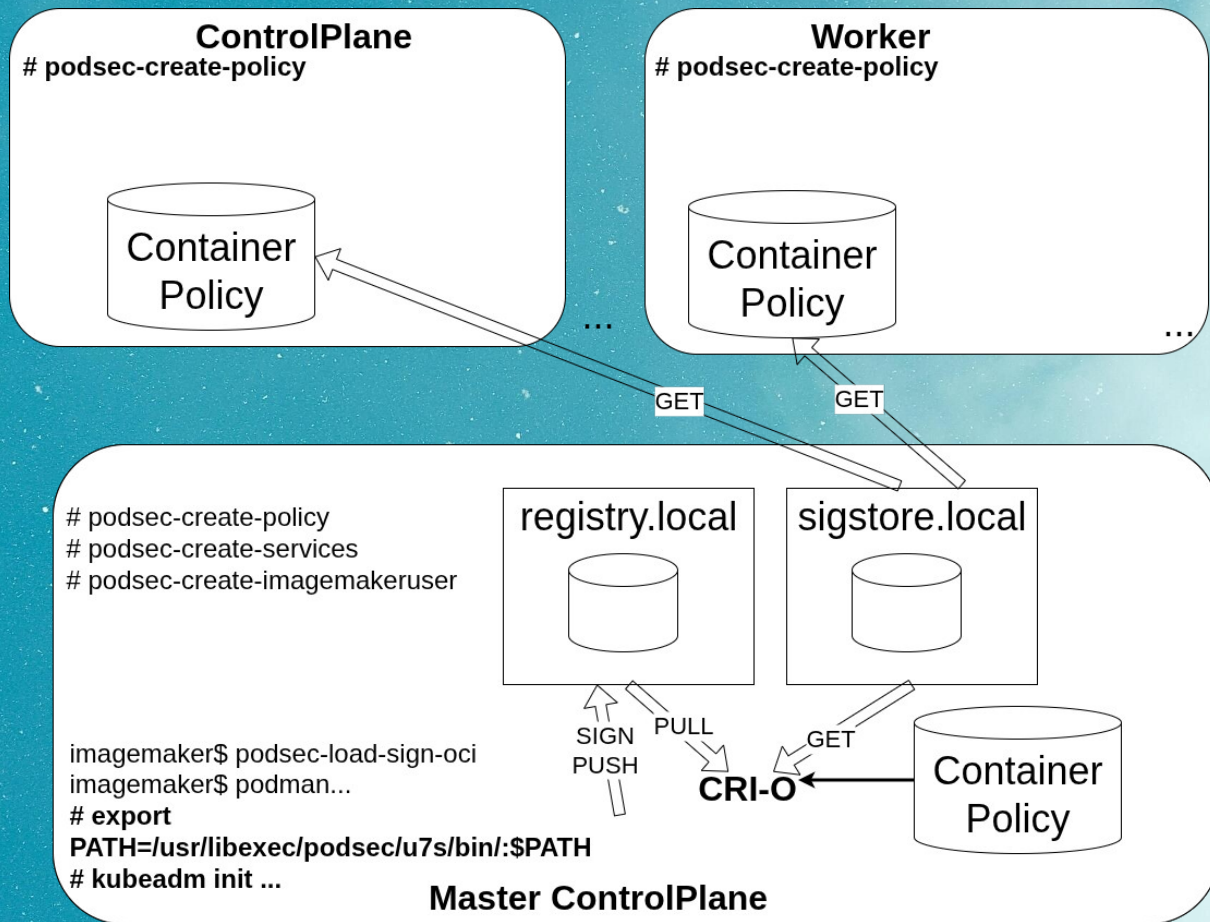 ControlPlane
# podsec-create-policy
Container
Policy
...
Worker
# podsec-create-policy
Container
Policy
...
GET
GET
# podsec-create-policy
# podsec-create-services
# podsec-create-imagemakeruser
registry.local
sigstore.local
SIGN
PUSH
PULL
GET
CRI-O
Container
Policy
imagemaker$ podsec-load-sign-oci
imagemaker$ podman...
# export
PATH=/usr/libexec/podsec/u7s/bin/:$PATH
# kubeadm init ...
Master ControlPlane